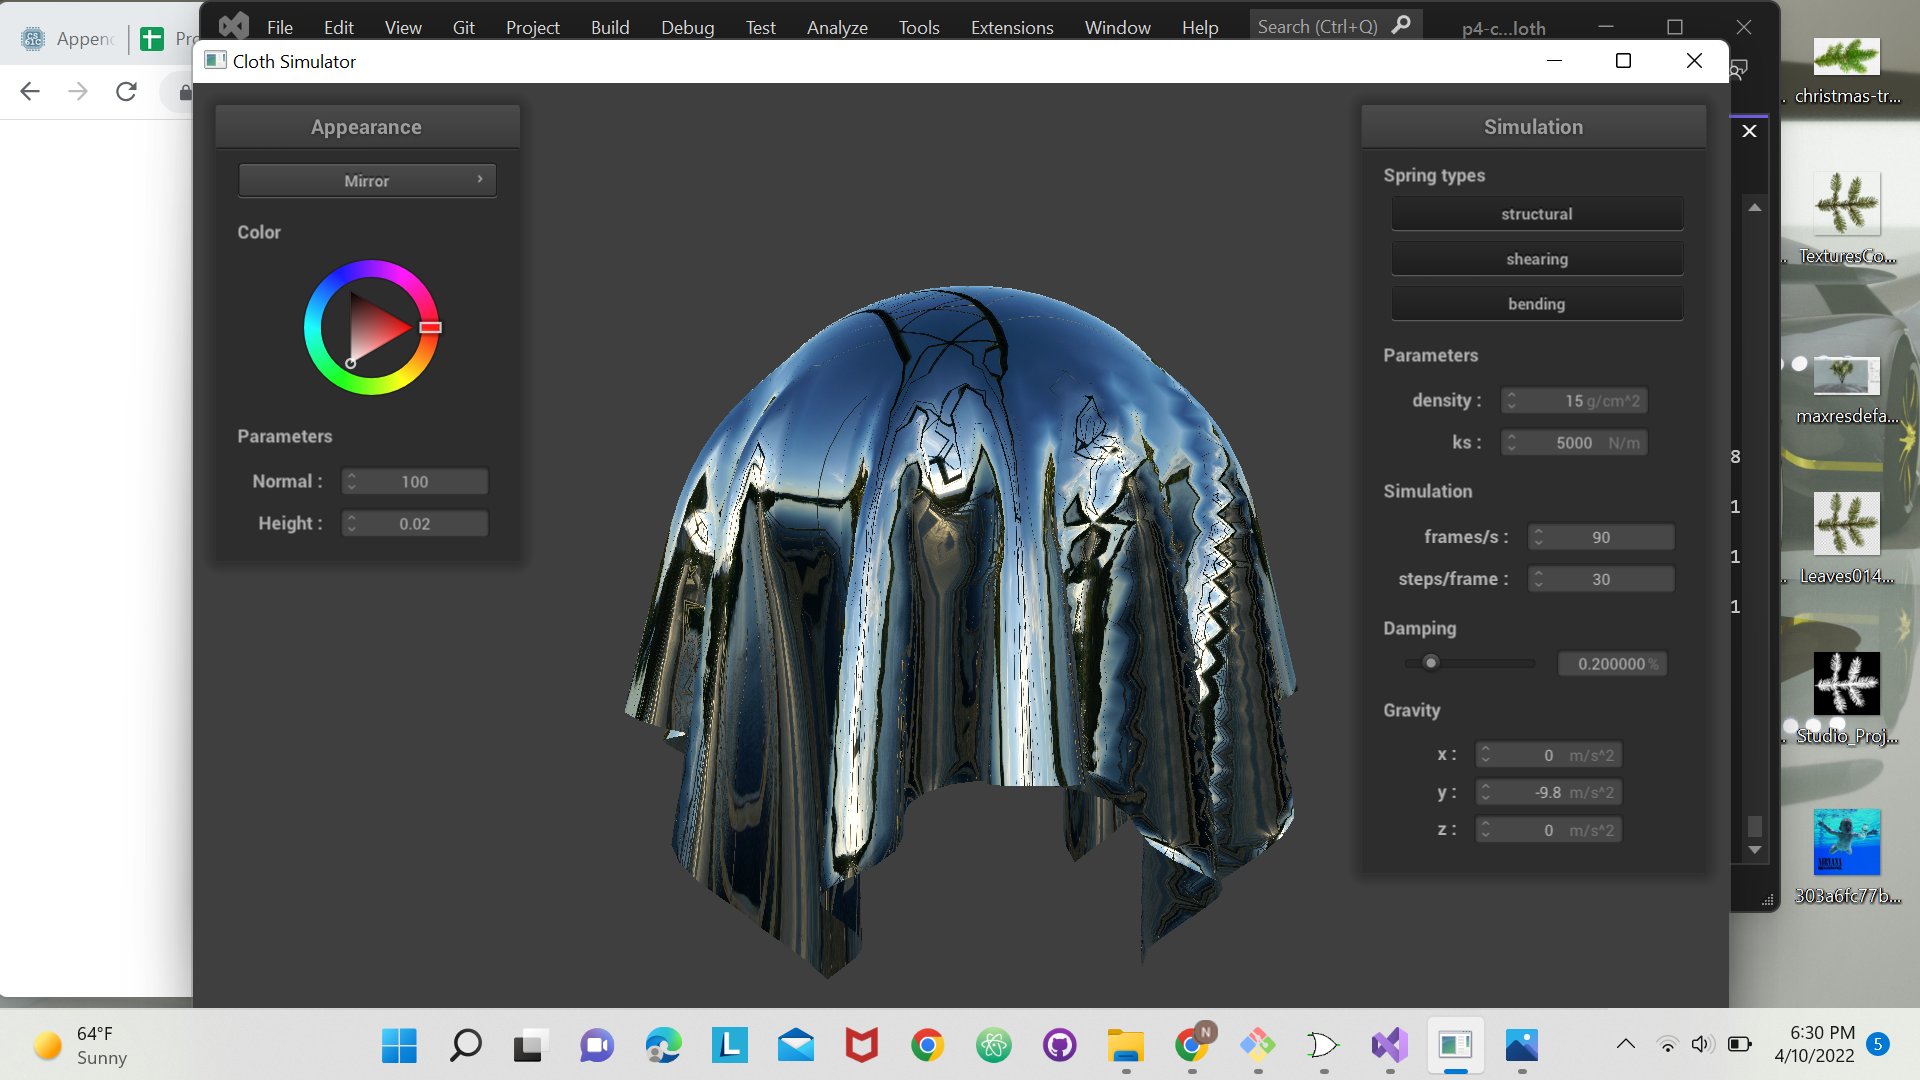 Appenc
Pro
File Edit View Git Project Build Debug Test Analyze Tools Extensions Window Help Search (Ctrl+Q) p4-c...loth
Cloth Simulator
Appearance
Mirror
Color
Parameters
Normal : 100
Height : 0.02
Simulation
Spring types
structural
shearing
bending
Parameters
density : 15 g/cm^2
ks : 5000 N/m
Simulation
frames/s : 90
steps/frame : 30
Damping
0.200000 %
Gravity
x : 0 m/s^2
y : -9.8 m/s^2
z : 0 m/s^2
8
1
1
1
christmas-tr...
TexturesCo...
maxresdefa...
Leaves014...
Studio_Proj...
NIRVANA
303a6fc77b...
64°F
Sunny
L
N
6:30 PM
4/10/2022
5